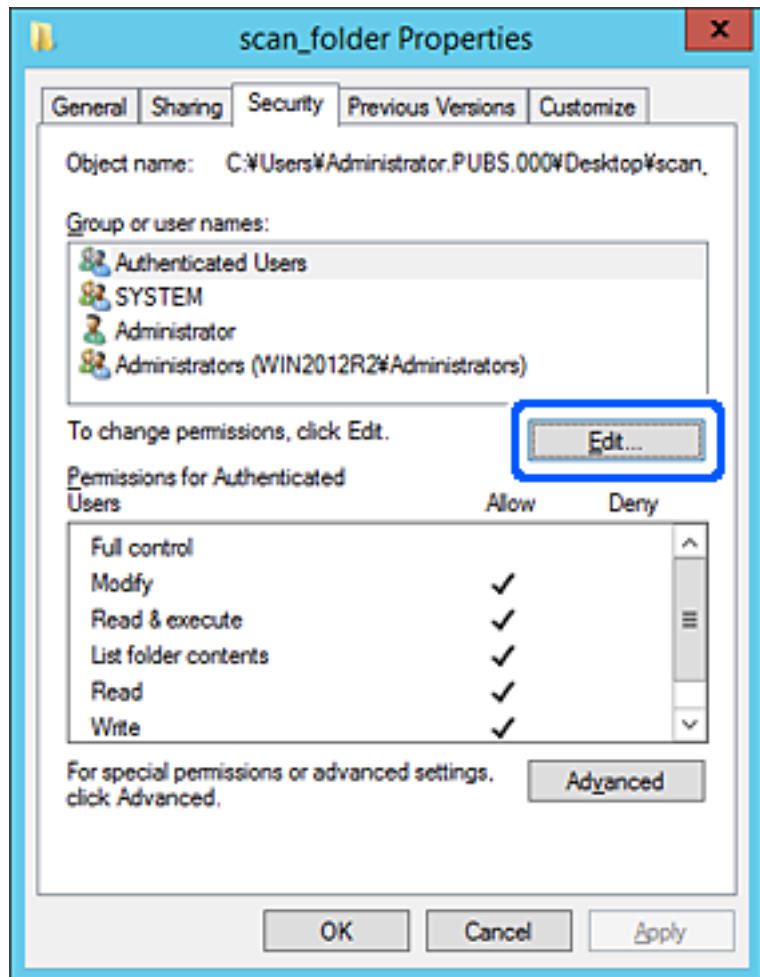 scan_folder Properties
x
General Sharing Security Previous Versions Customize
Object name: C:¥Users¥Administrator.PUBS.000¥Desktop¥scan_
Group or user names:
Authenticated Users
SYSTEM
Administrator
Administrators (WIN2012R2¥Administrators)
To change permissions, click Edit.
Edit...
Permissions for Authenticated
Users Allow Deny
Full control
Modify
Read & execute
List folder contents
Read
Write
For special permissions or advanced settings,
click Advanced.
Advanced
OK Cancel Apply